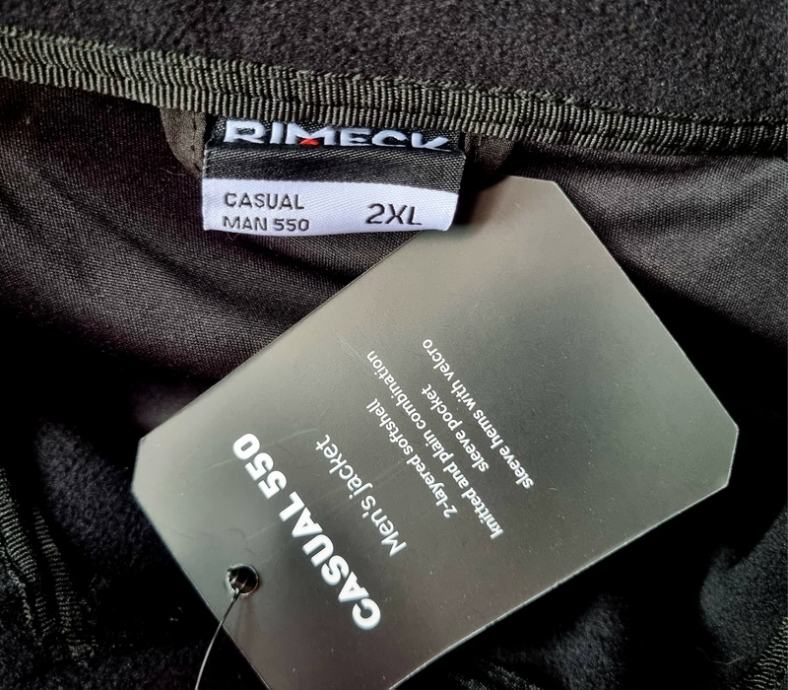 RIMECK
CASUAL
MAN 550
2XL
CASUAL 550
Men's jacket
2-layered softshell
knitted and plain combination
sleeve pocket
sleeve hems with velcro